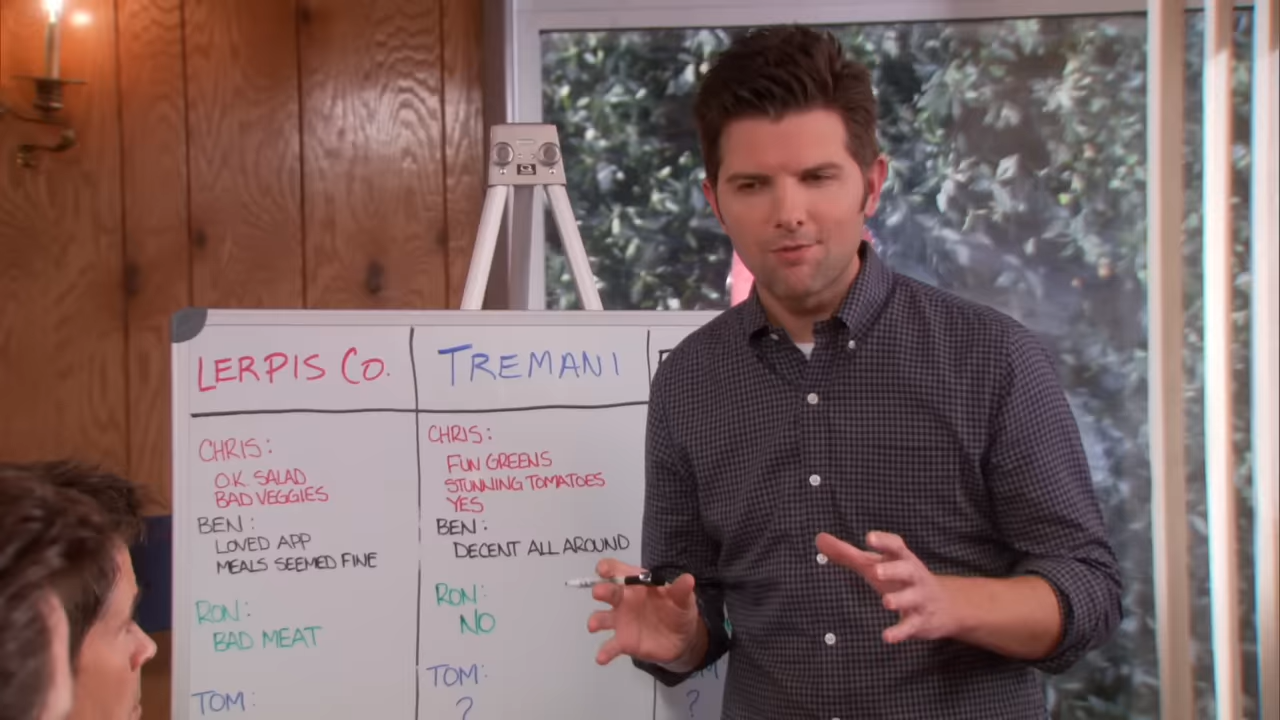 LERPIS CO.
CHRIS:
O.K. SALAD
BAD VEGGIES
BEN:
LOVED APP
MEALS SEEMED FINE
RON:
BAD MEAT
TOM:
TREMANI
CHRIS:
FUN GREENS
STUNNING TOMATOES
YES
BEN:
DECENT ALL AROUND
RON:
NO
TOM:
?
?